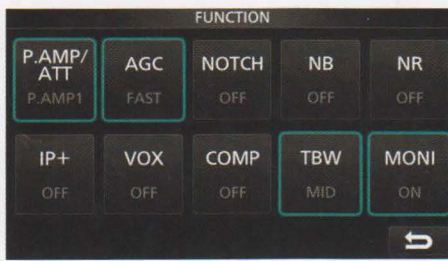 FUNCTION
P.AMP/
ATT
P.AMP1
AGC
FAST
NOTCH
OFF
NB
OFF
NR
OFF
IP+
OFF
VOX
OFF
COMP
OFF
TBW
MID
MONI
ON